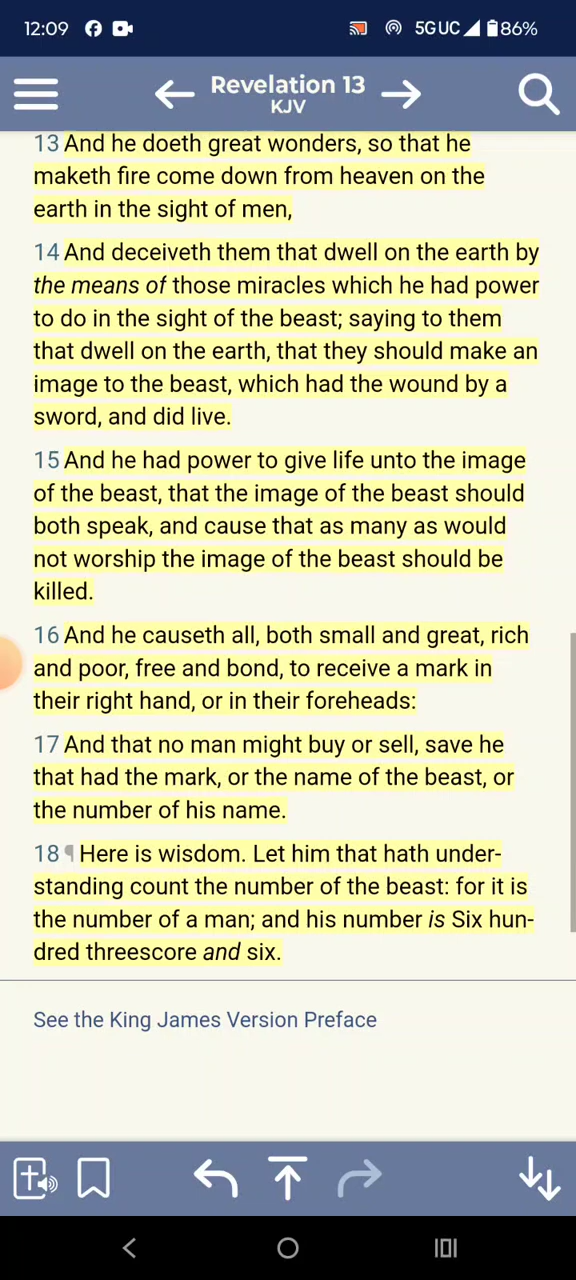 12:09
5G UC 86%
Revelation 13
KJV
13 And he doeth great wonders, so that he
maketh fire come down from heaven on the
earth in the sight of men,
14 And deceiveth them that dwell on the earth by
the means of those miracles which he had power
to do in the sight of the beast; saying to them
that dwell on the earth, that they should make an
image to the beast, which had the wound by a
sword, and did live.
15 And he had power to give life unto the image
of the beast, that the image of the beast should
both speak, and cause that as many as would
not worship the image of the beast should be
killed.
16 And he causeth all, both small and great, rich
and poor, free and bond, to receive a mark in
their right hand, or in their foreheads:
17 And that no man might buy or sell, save he
that had the mark, or the name of the beast, or
the number of his name.
18 ¶ Here is wisdom. Let him that hath under-
standing count the number of the beast: for it is
the number of a man; and his number is Six hun-
dred threescore and six.
See the King James Version Preface